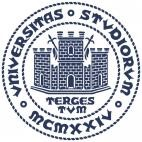 VNIVERSITAS STVDIORVM
TERGES
TVM
MCMXXIV